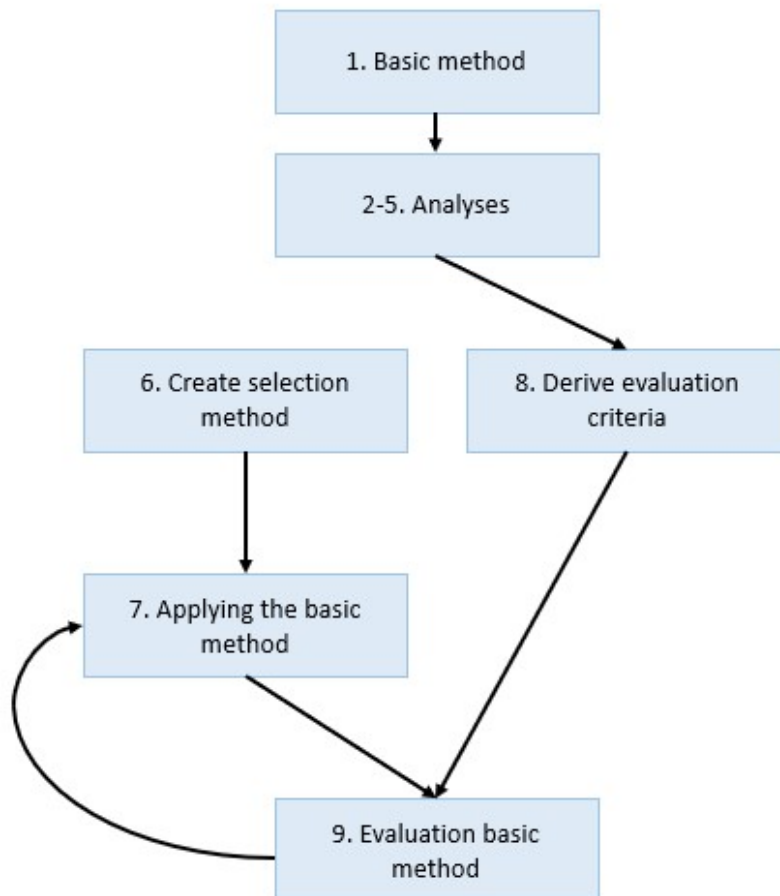 1. Basic method
2-5. Analyses
6. Create selection
method
8. Derive evaluation
criteria
7. Applying the basic
method
9. Evaluation basic
method